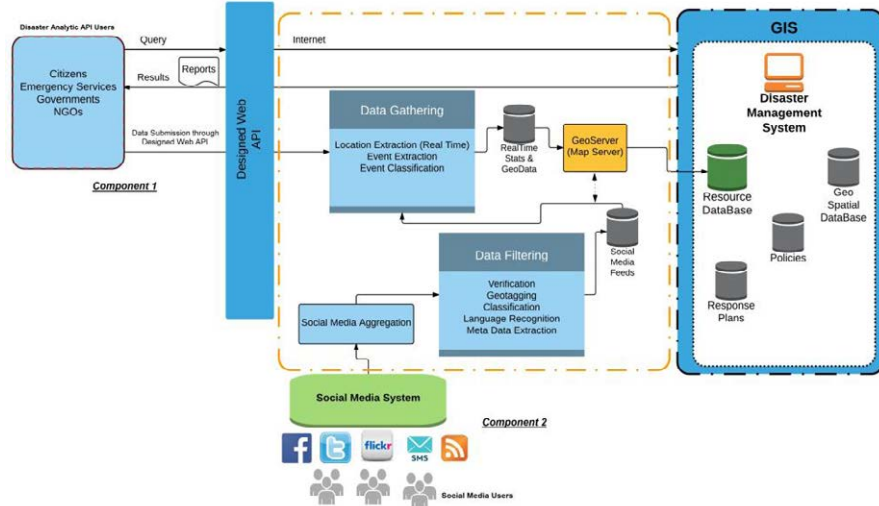 Disaster Analytic API Users
Citizens
Emergency Services
Governments
NGOs
Query
Reports
Results
Data Submission through
Designed Web API
Component 1
Designed Web
API
Internet
Data Gathering
Location Extraction (Real Time)
Event Extraction
Event Classification
RealTime
Stats &
GeoData
GeoServer
(Map Server)
Social
Media
Feeds
Data Filtering
Verification
Geotagging
Classification
Language Recognition
Meta Data Extraction
Social Media Aggregation
Social Media System
Component 2
f
t
flickr
SMS
Social Media Users
GIS
Disaster
Management
System
Resource
DataBase
Geo
Spatial
DataBase
Policies
Response
Plans